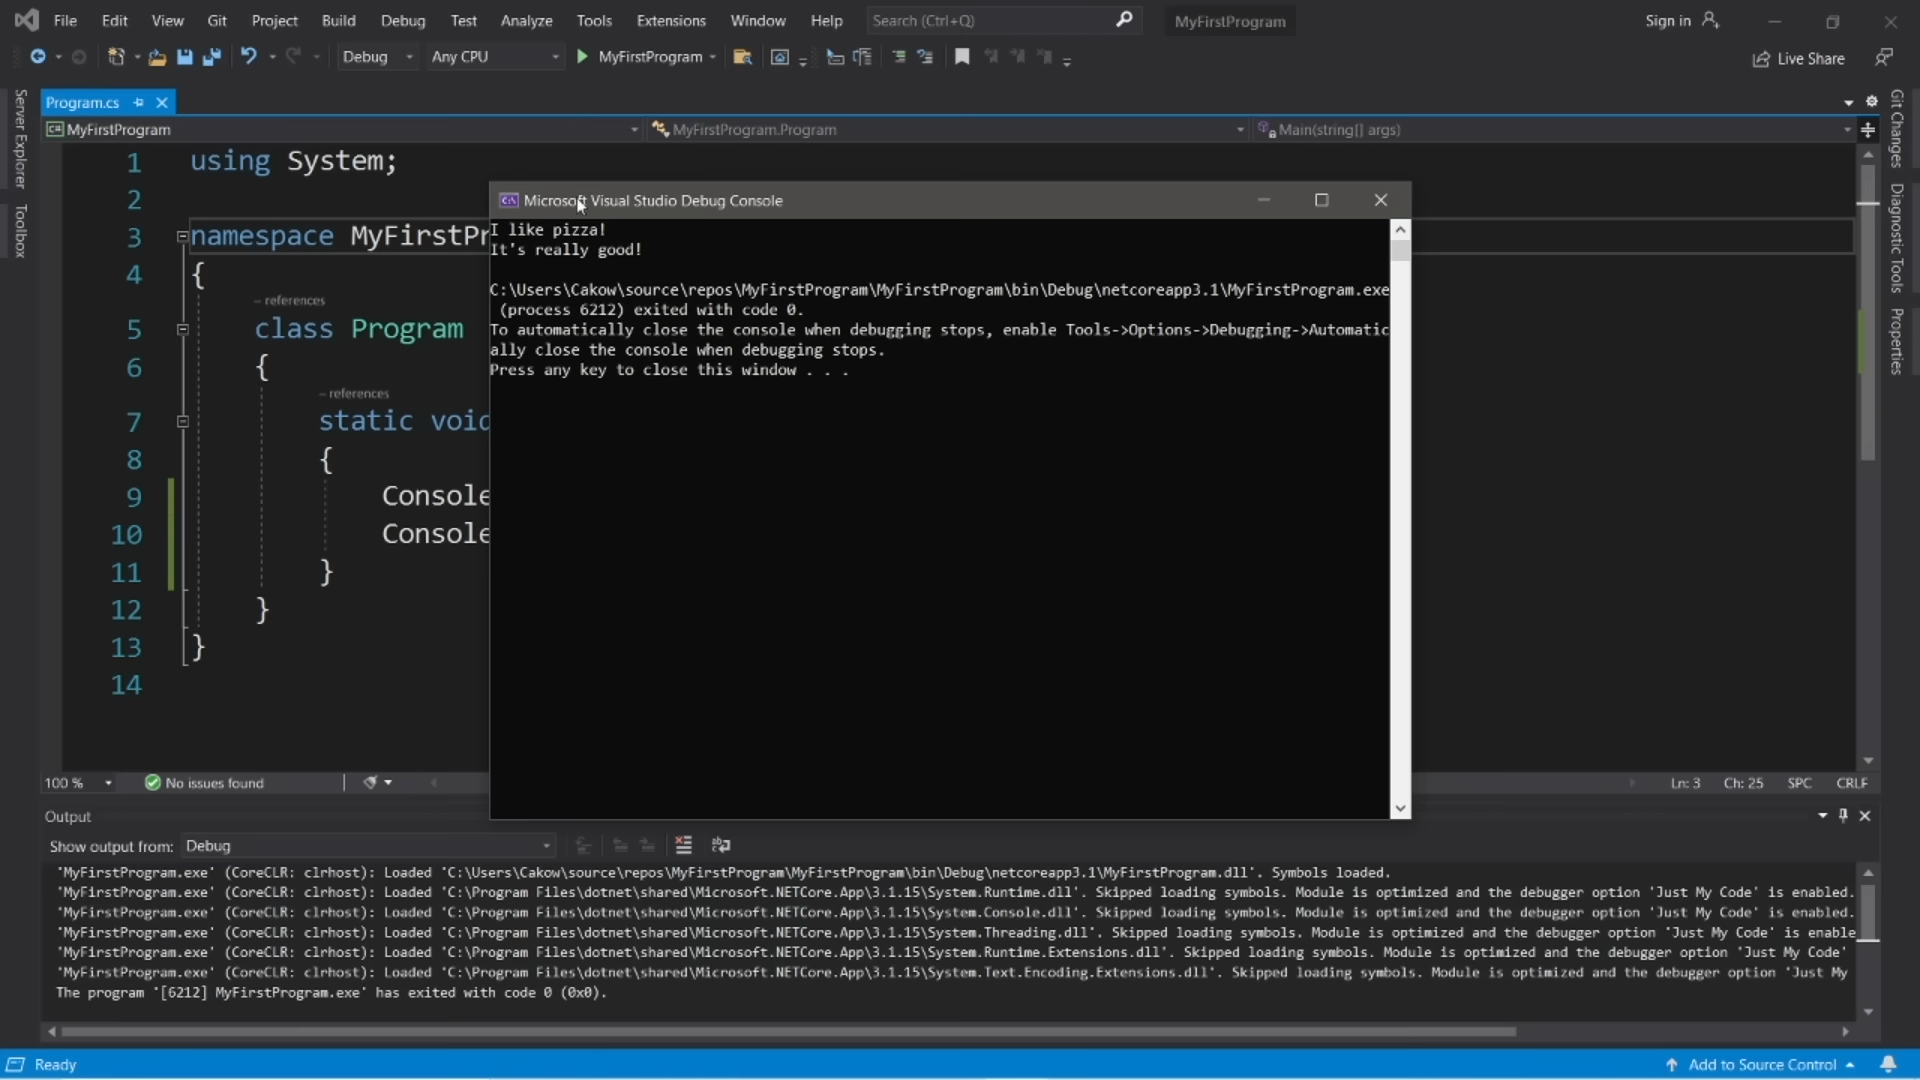 File Edit View Git Project Build Debug Test Analyze Tools Extensions Window Help Search (Ctrl+Q) MyFirstProgram Sign in
Debug Any CPU MyFirstProgram Live Share
Server Explorer
Toolbox
Program.cs
MyFirstProgram MyFirstProgram.Program Main(string[] args)
1 using System;
2
3 namespace MyFirstPr
4 {
– references
5 class Program
6 {
– references
7 static void
8 {
9 Console
10 Console
11 }
12 }
13 }
14
Microsoft Visual Studio Debug Console
I like pizza!
It's really good!
C:\Users\Cakow\source\repos\MyFirstProgram\MyFirstProgram\bin\Debug\netcoreapp3.1\MyFirstProgram.exe
(process 6212) exited with code 0.
To automatically close the console when debugging stops, enable Tools->Options->Debugging->Automatic
ally close the console when debugging stops.
Press any key to close this window . . .
Git Changes
Diagnostic Tools
Properties
100 % No issues found Ln: 3 Ch: 25 SPC CRLF
Output
Show output from: Debug
'MyFirstProgram.exe' (CoreCLR: clrhost): Loaded 'C:\Users\Cakow\source\repos\MyFirstProgram\MyFirstProgram\bin\Debug\netcoreapp3.1\MyFirstProgram.dll'. Symbols loaded.
'MyFirstProgram.exe' (CoreCLR: clrhost): Loaded 'C:\Program Files\dotnet\shared\Microsoft.NETCore.App\3.1.15\System.Runtime.dll'. Skipped loading symbols. Module is optimized and the debugger option 'Just My Code' is enabled.
'MyFirstProgram.exe' (CoreCLR: clrhost): Loaded 'C:\Program Files\dotnet\shared\Microsoft.NETCore.App\3.1.15\System.Console.dll'. Skipped loading symbols. Module is optimized and the debugger option 'Just My Code' is enabled.
'MyFirstProgram.exe' (CoreCLR: clrhost): Loaded 'C:\Program Files\dotnet\shared\Microsoft.NETCore.App\3.1.15\System.Threading.dll'. Skipped loading symbols. Module is optimized and the debugger option 'Just My Code' is enable
'MyFirstProgram.exe' (CoreCLR: clrhost): Loaded 'C:\Program Files\dotnet\shared\Microsoft.NETCore.App\3.1.15\System.Runtime.Extensions.dll'. Skipped loading symbols. Module is optimized and the debugger option 'Just My Code'
'MyFirstProgram.exe' (CoreCLR: clrhost): Loaded 'C:\Program Files\dotnet\shared\Microsoft.NETCore.App\3.1.15\System.Text.Encoding.Extensions.dll'. Skipped loading symbols. Module is optimized and the debugger option 'Just My
The program '[6212] MyFirstProgram.exe' has exited with code 0 (0x0).
Ready Add to Source Control